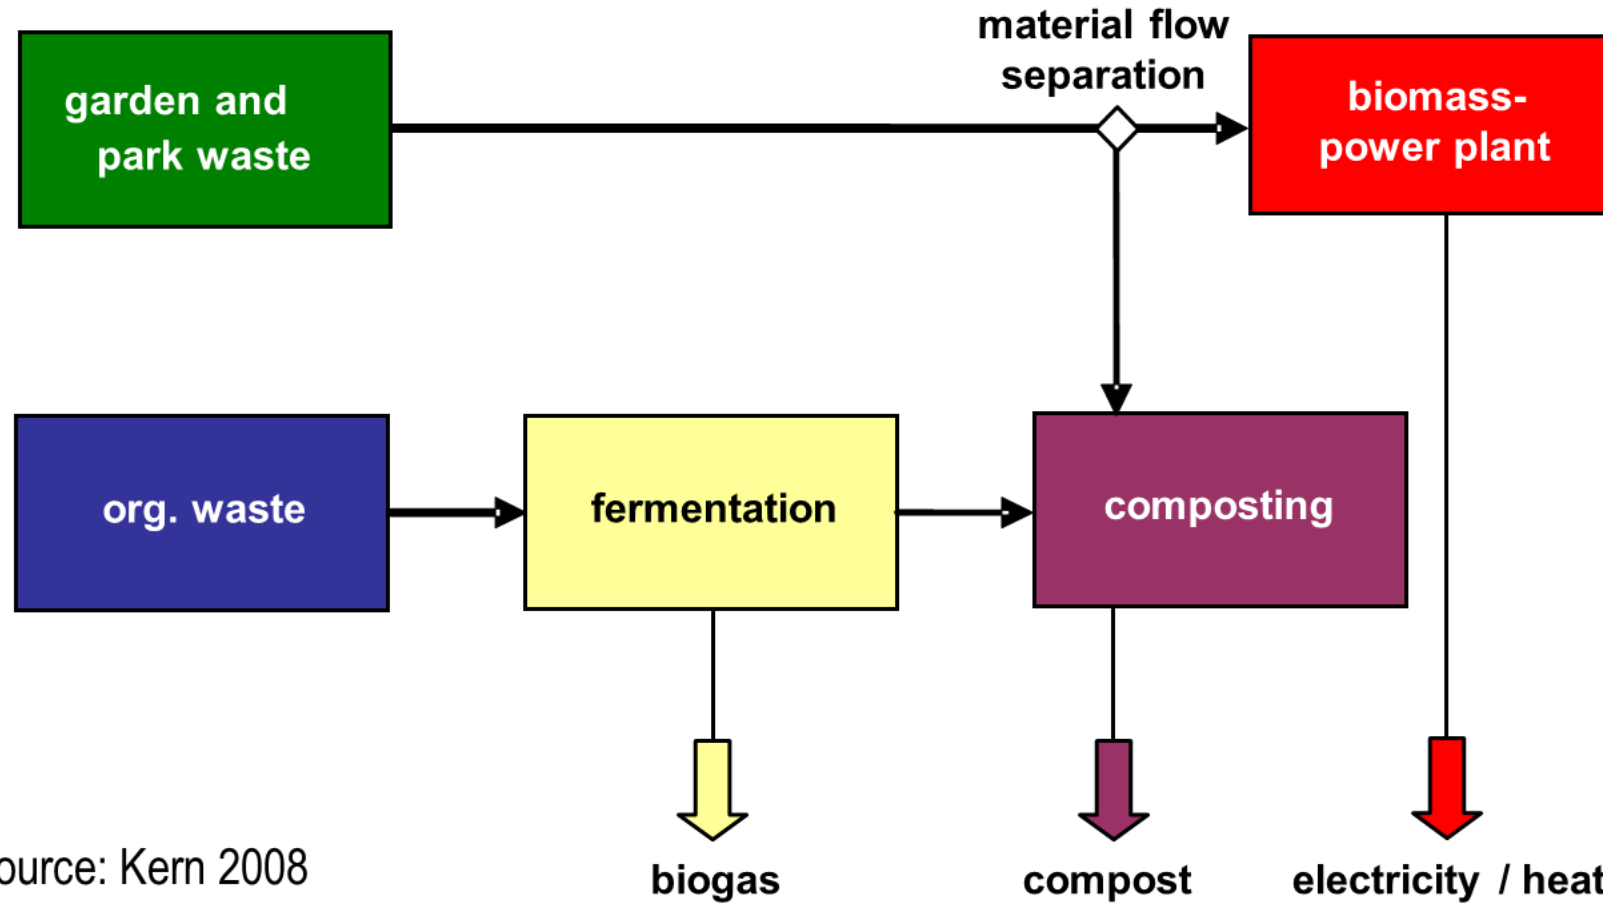 material flow
separation
garden and
park waste
biomass-
power plant
org. waste
fermentation
composting
ource: Kern 2008
biogas
compost
electricity / heat